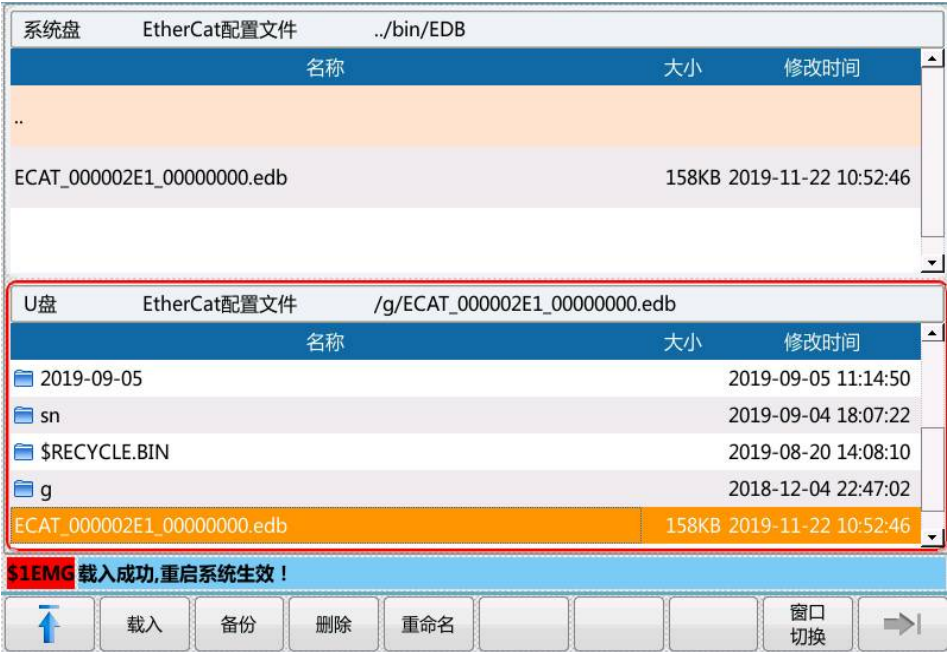 系统盘 EtherCat配置文件 ../bin/EDB
名称 大小 修改时间
..
ECAT_000002E1_00000000.edb 158KB 2019-11-22 10:52:46
U盘 EtherCat配置文件 /g/ECAT_000002E1_00000000.edb
名称 大小 修改时间
2019-09-05 2019-09-05 11:14:50
sn 2019-09-04 18:07:22
$RECYCLE.BIN 2019-08-20 14:08:10
g 2018-12-04 22:47:02
ECAT_000002E1_00000000.edb 158KB 2019-11-22 10:52:46
$1EMG 载入成功,重启系统生效！
载入 备份 删除 重命名 窗口
切换